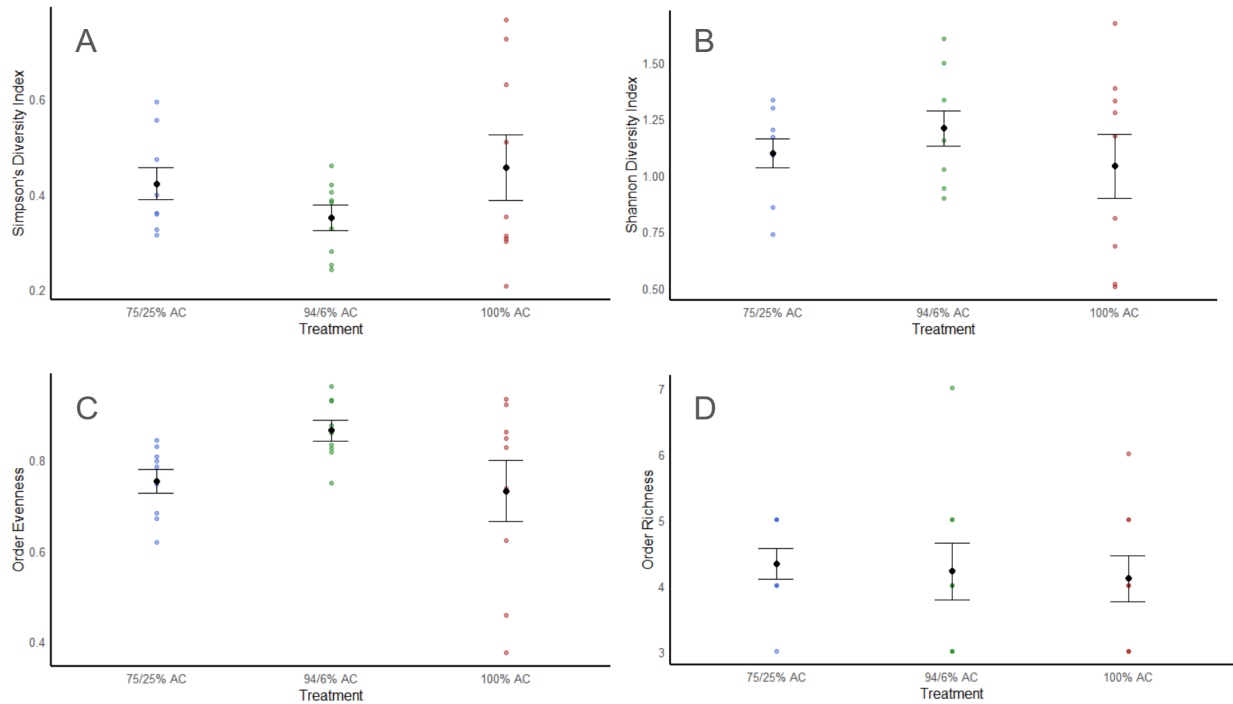 A
Simpson's Diversity Index
0.6
0.4
0.2
75/25% AC 94/6% AC 100% AC
Treatment
B
Shannon Diversity Index
1.50
1.25
1.00
0.75
0.50
75/25% AC 94/6% AC 100% AC
Treatment
C
Order Evenness
0.8
0.6
0.4
75/25% AC 94/6% AC 100% AC
Treatment
D
Order Richness
7
6
5
4
3
75/25% AC 94/6% AC 100% AC
Treatment